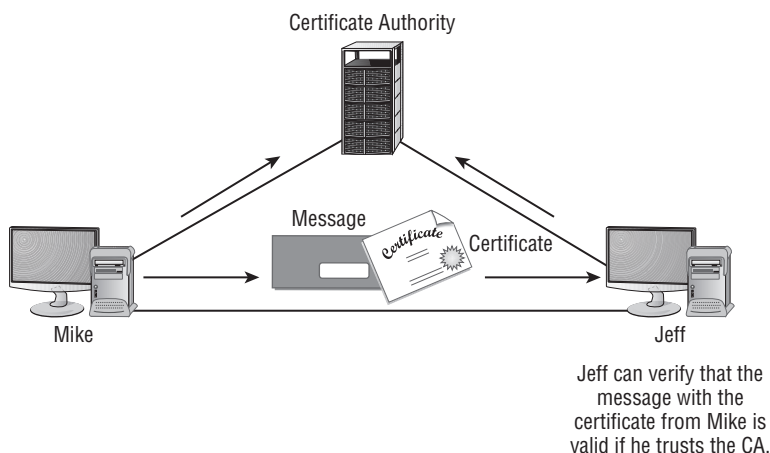 Certificate Authority
Message
Certificate
Certificate
Mike
Jeff
Jeff can verify that the
message with the
certificate from Mike is
valid if he trusts the CA.